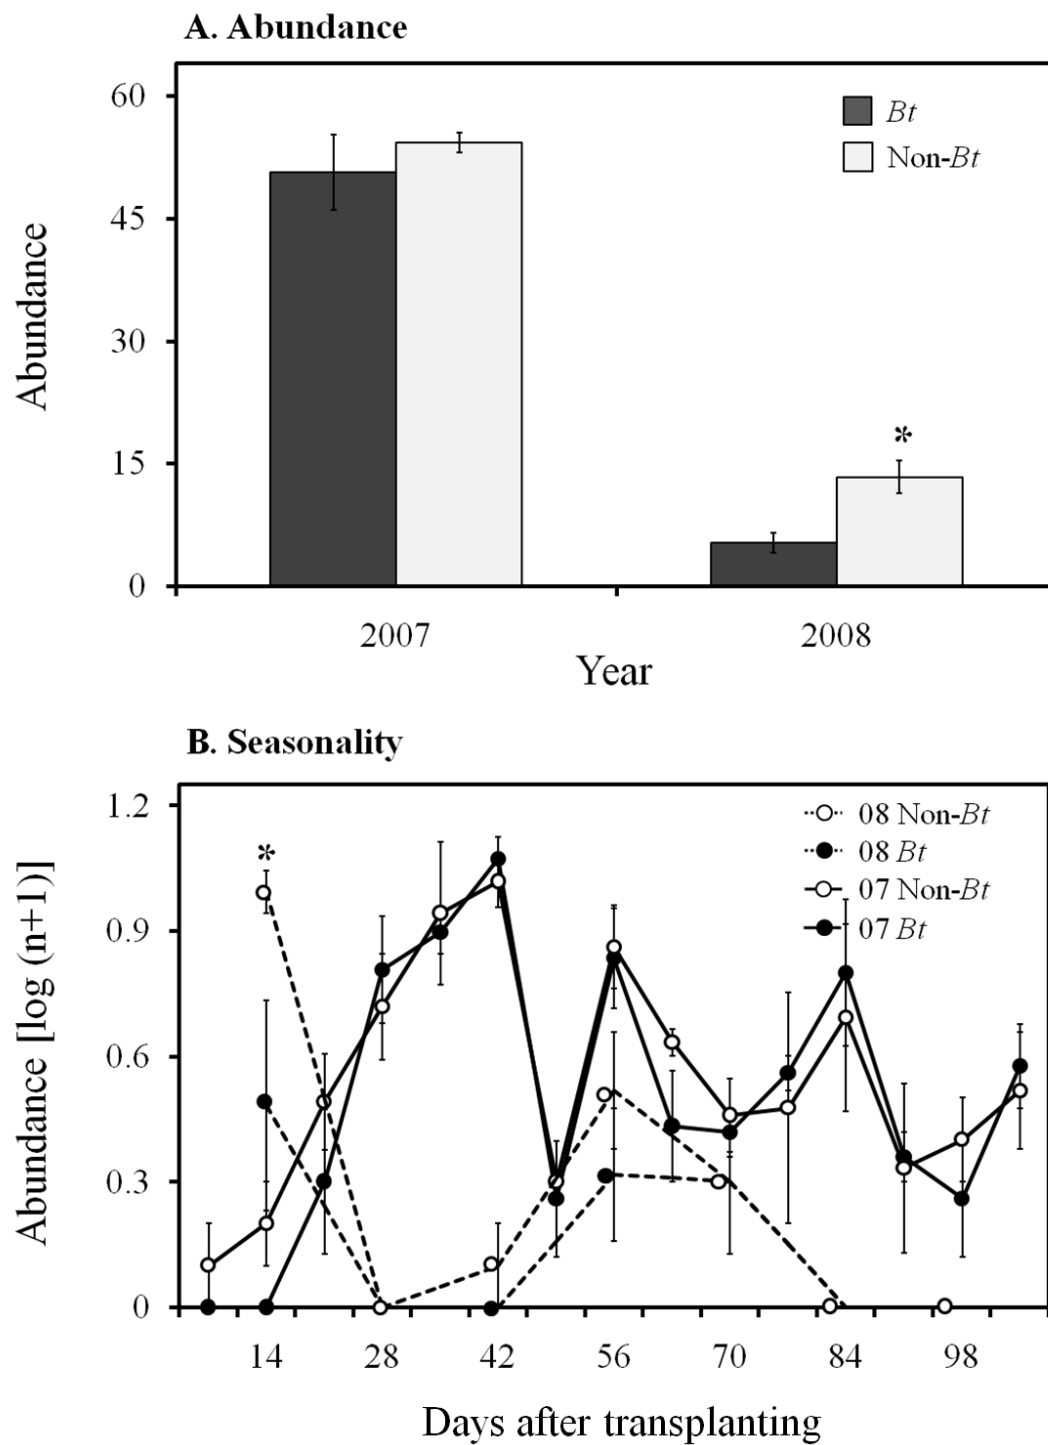 A. Abundance
60
45
30
15
0
Abundance
Bt
Non-Bt
*
2007
2008
Year
B. Seasonality
1.2
0.9
0.6
0.3
0
Abundance [log (n+1)]
*
08 Non-Bt
08 Bt
07 Non-Bt
07 Bt
14
28
42
56
70
84
98
Days after transplanting